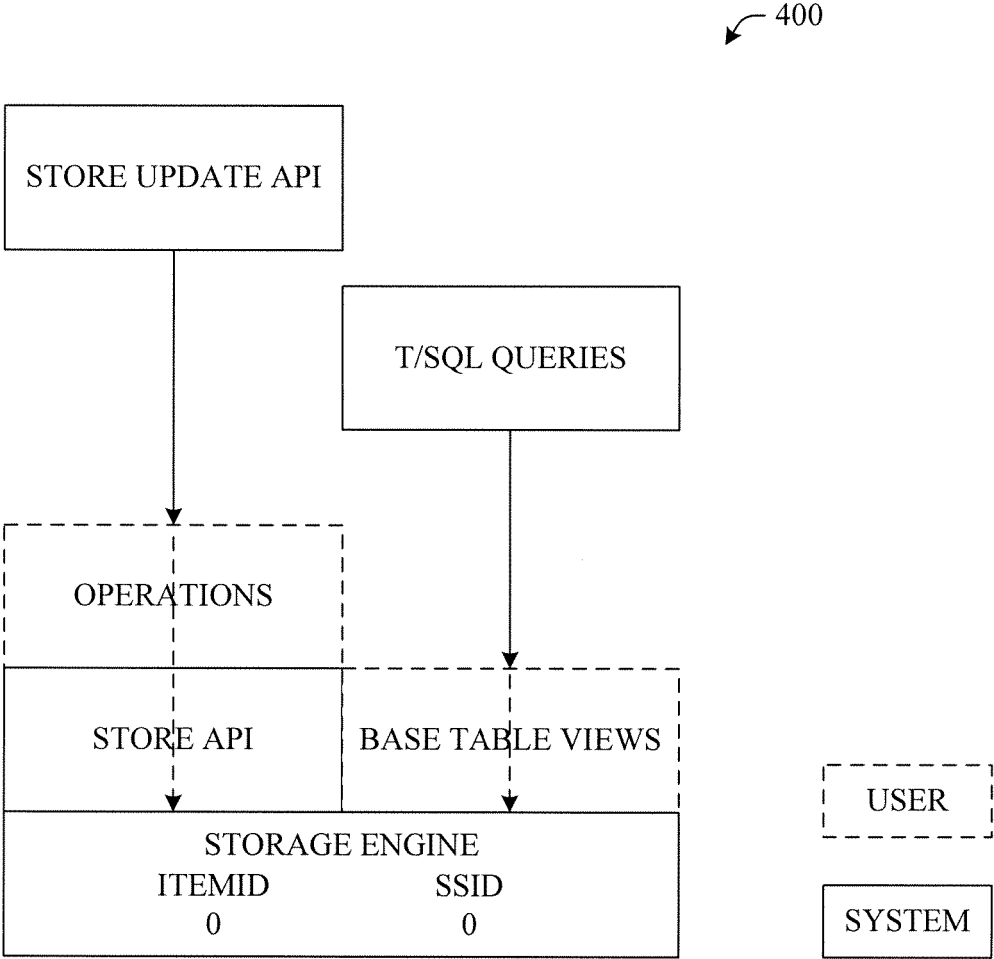 400
STORE UPDATE API
T/SQL QUERIES
OPERATIONS
STORE API
BASE TABLE VIEWS
USER
STORAGE ENGINE
ITEMID SSID
0 0
SYSTEM